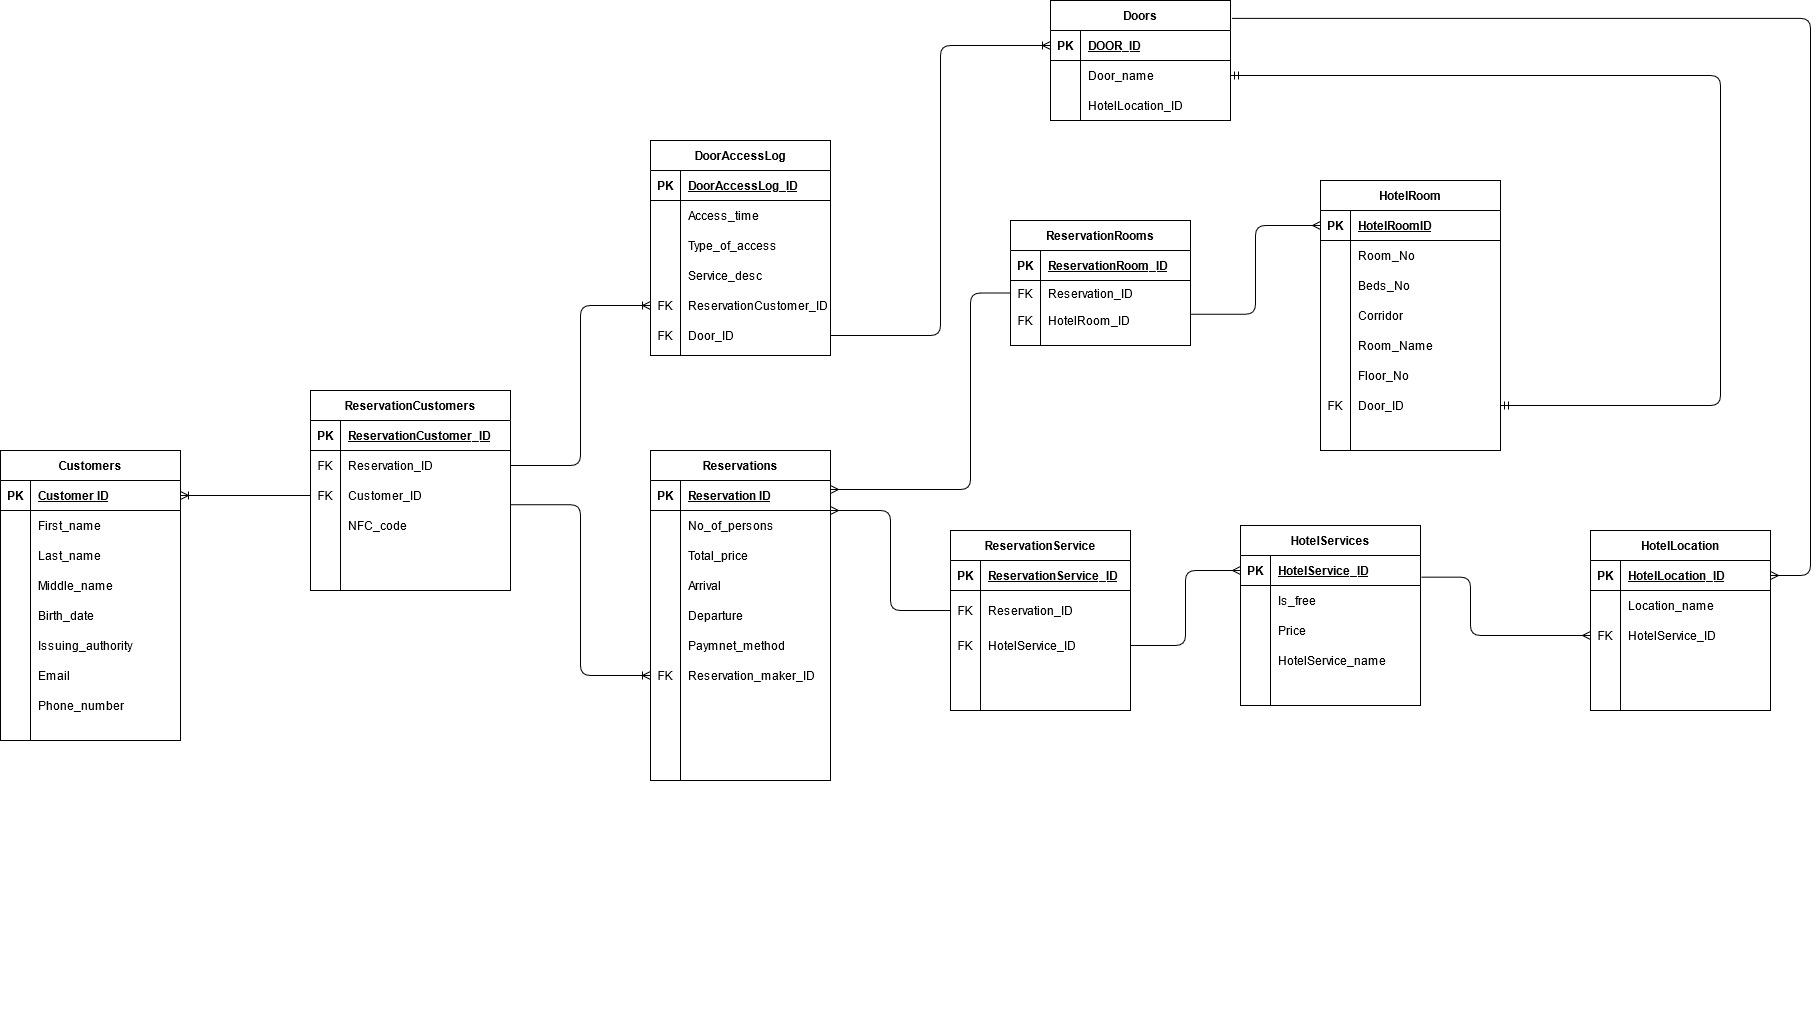 Doors
PK DOOR_ID
Door_name
HotelLocation_ID
DoorAccessLog
PK DoorAccessLog_ID
Access_time
Type_of_access
Service_desc
FK ReservationCustomer_ID
FK Door_ID
ReservationRooms
PK ReservationRoom_ID
FK Reservation_ID
FK HotelRoom_ID
HotelRoom
PK HotelRoomID
Room_No
Beds_No
Corridor
Room_Name
Floor_No
FK Door_ID
ReservationCustomers
PK ReservationCustomer_ID
FK Reservation_ID
FK Customer_ID
NFC_code
Customers
PK Customer ID
First_name
Last_name
Middle_name
Birth_date
Issuing_authority
Email
Phone_number
Reservations
PK Reservation ID
No_of_persons
Total_price
Arrival
Departure
Paymnet_method
FK Reservation_maker_ID
ReservationService
PK ReservationService_ID
FK Reservation_ID
FK HotelService_ID
HotelServices
PK HotelService_ID
Is_free
Price
HotelService_name
HotelLocation
PK HotelLocation_ID
Location_name
FK HotelService_ID